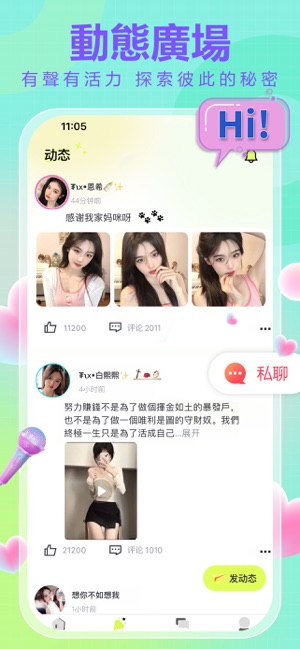 動態廣場
有聲有活力 探索彼此的秘密
Hi!
11:05
动态
₮ɩx•恩希
44分钟前
感谢我家妈咪呀
11200
评论 2011
私聊
₮ɩx•白熙熙
4小时前
努力賺錢不是為了做個揮金如土的暴發戶，
也不是為了做一個唯利是圖的守財奴。我們
終極一生只是為了活成自己...展开
21200
评论 1010
发动态
想你不如想我
1小时前